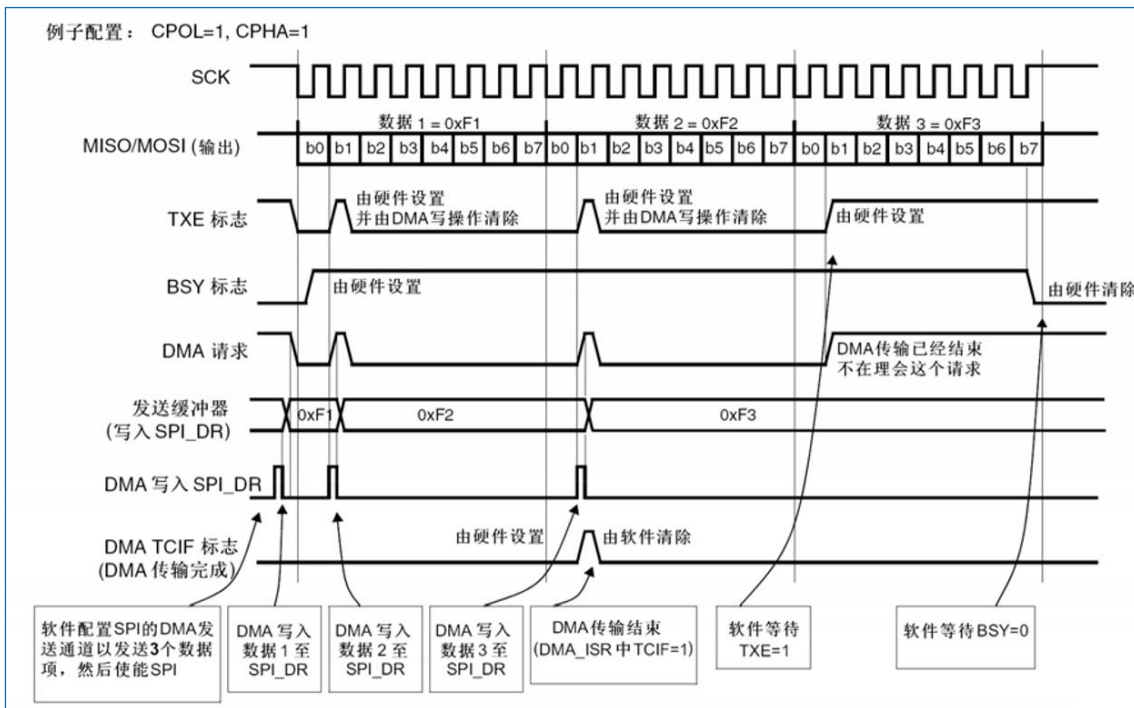 例子配置： CPOL=1, CPHA=1
SCK
数据 1 = 0xF1
数据 2 = 0xF2
数据 3 = 0xF3
MISO/MOSI (输出)
b0 b1 b2 b3 b4 b5 b6 b7 b0 b1 b2 b3 b4 b5 b6 b7 b0 b1 b2 b3 b4 b5 b6 b7
TXE 标志
由硬件设置
并由DMA写操作清除
由硬件设置
并由DMA写操作清除
由硬件设置
BSY 标志
由硬件设置
由硬件清除
DMA 请求
DMA传输已经结束
不在理会这个请求
发送缓冲器
(写入 SPI_DR)
0xF1
0xF2
0xF3
DMA 写入 SPI_DR
DMA TCIF 标志
(DMA 传输完成)
由硬件设置
由软件清除
软件配置SPI的DMA发
送通道以发送3个数据
项，然后使能SPI
DMA 写入
数据 1 至
SPI_DR
DMA 写入
数据 2 至
SPI_DR
DMA 写入
数据 3 至
SPI_DR
DMA传输结束
(DMA_ISR 中TCIF=1)
软件等待
TXE=1
软件等待 BSY=0